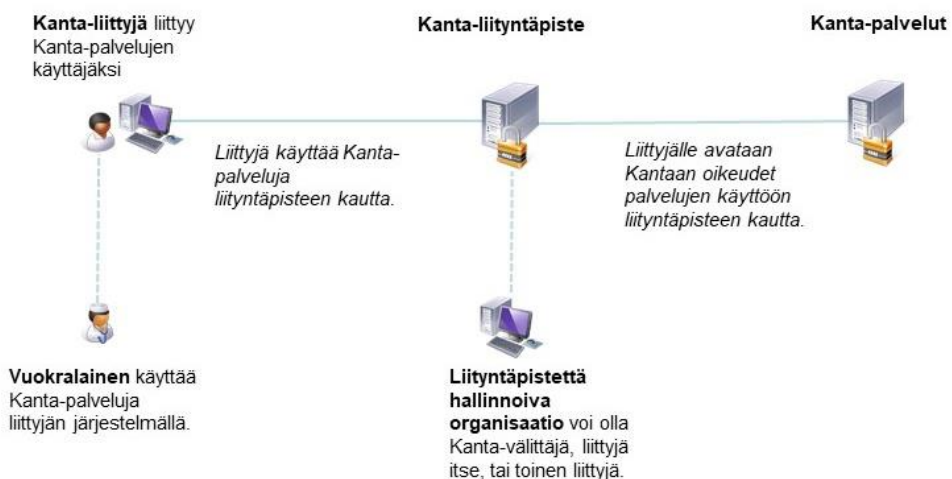 Kanta-liittyjä liittyy
Kanta-palvelujen
käyttäjäksi
Kanta-liityntäpiste
Kanta-palvelut
Liittyjä käyttää Kanta-
palveluja
liityntäpisteen kautta.
Liittyjälle avataan
Kantaan oikeudet
palvelujen käyttöön
liityntäpisteen kautta.
Vuokralainen käyttää
Kanta-palveluja
liittyjän järjestelmällä.
Liityntäpistettä
hallinnoiva
organisaatio voi olla
Kanta-välittäjä, liittyjä
itse, tai toinen liittyjä.